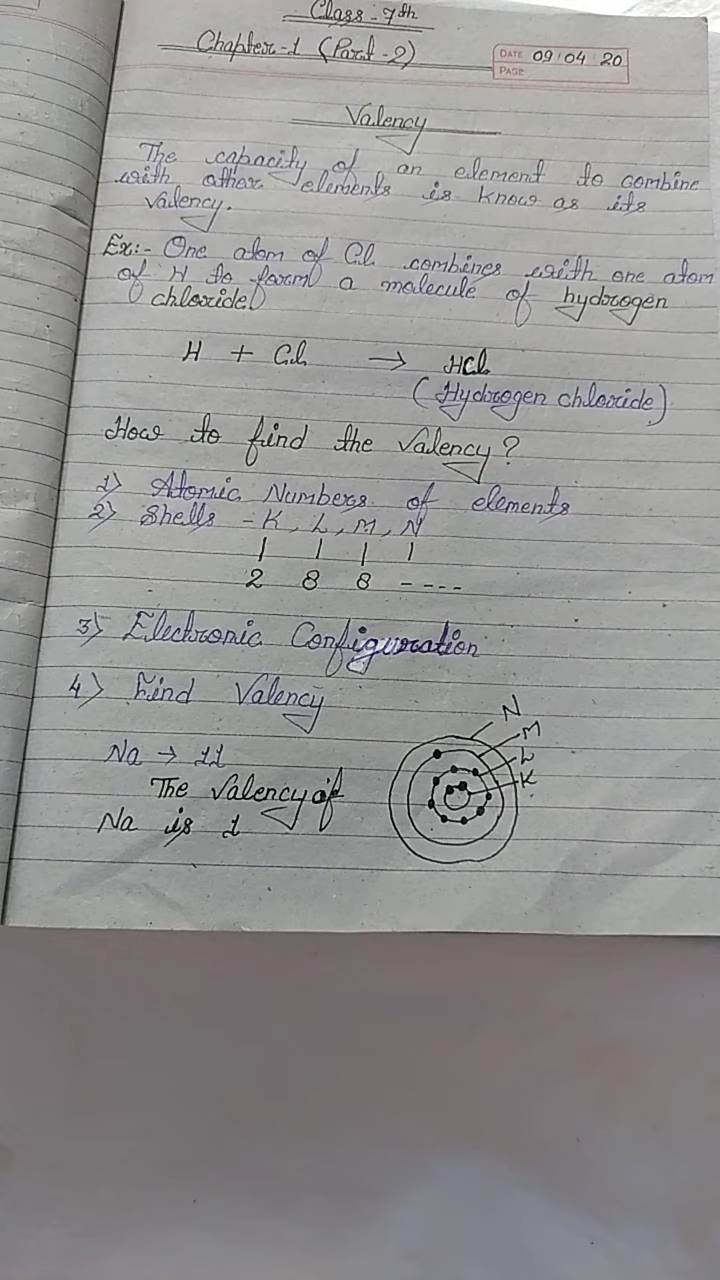 Class - 7th
Chapter-1 (Part-2)
DATE 09.04.20
PAGE
Valency
The capacity of an element to combine
with other elements is know as its
valency.
Ex:- One atom of Cl combines with one atom
of H to form a molecule of hydrogen
chloride
H + Cl → HCl
(Hydrogen chloride)
How to find the Valency?
1) Atomic Numbers of elements
2) Shells - K, L, M, N
| | | |
2 8 8 ----
3) Electronic Configuration
4) Find Valency
N
M
L
K
Na → 11
The Valency of
Na is 1